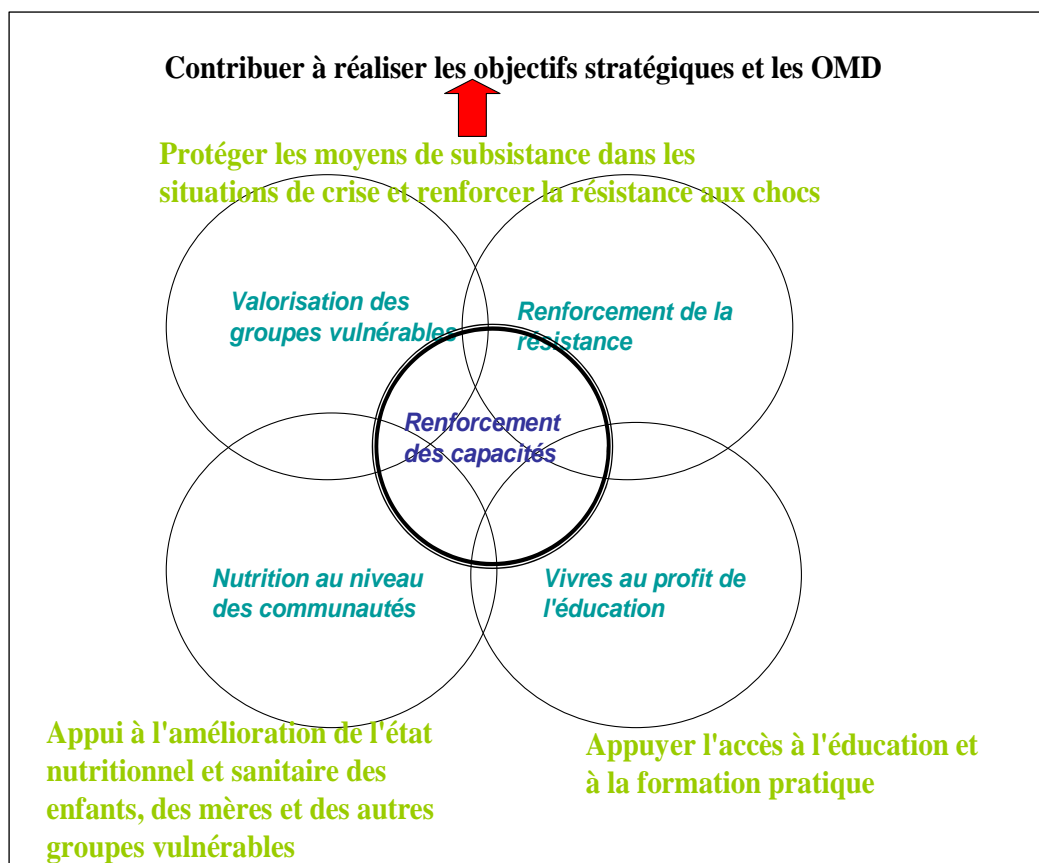 Contribuer à réaliser les objectifs stratégiques et les OMD
Protéger les moyens de subsistance dans les
situations de crise et renforcer la résistance aux chocs
Valorisation des
groupes vulnérables
Renforcement de la
résistance
Renforcement
des capacités
Nutrition au niveau
des communautés
Vivres au profit de
l'éducation
Appui à l'amélioration de l'état
nutritionnel et sanitaire des
enfants, des mères et des autres
groupes vulnérables
Appuyer l'accès à l'éducation et
à la formation pratique